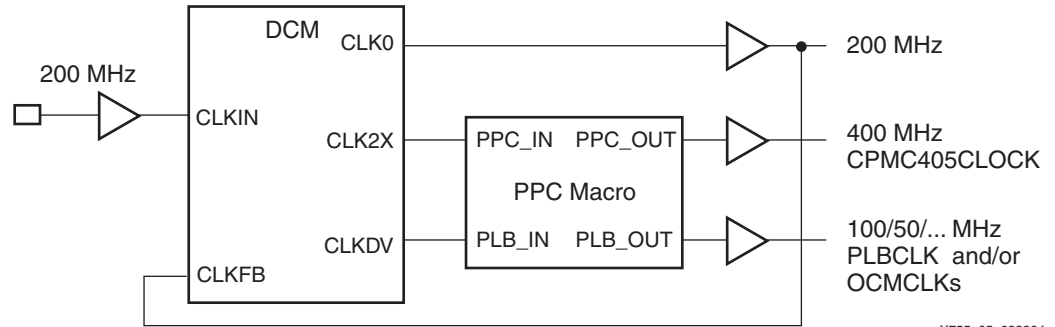 DCM
CLK0
200 MHz
200 MHz
CLKIN
CLK2X
PPC_IN PPC_OUT
400 MHz
CPMC405CLOCK
PPC Macro
CLKDV
PLB_IN PLB_OUT
100/50/... MHz
PLBCLK and/or
OCMCLKs
CLKFB